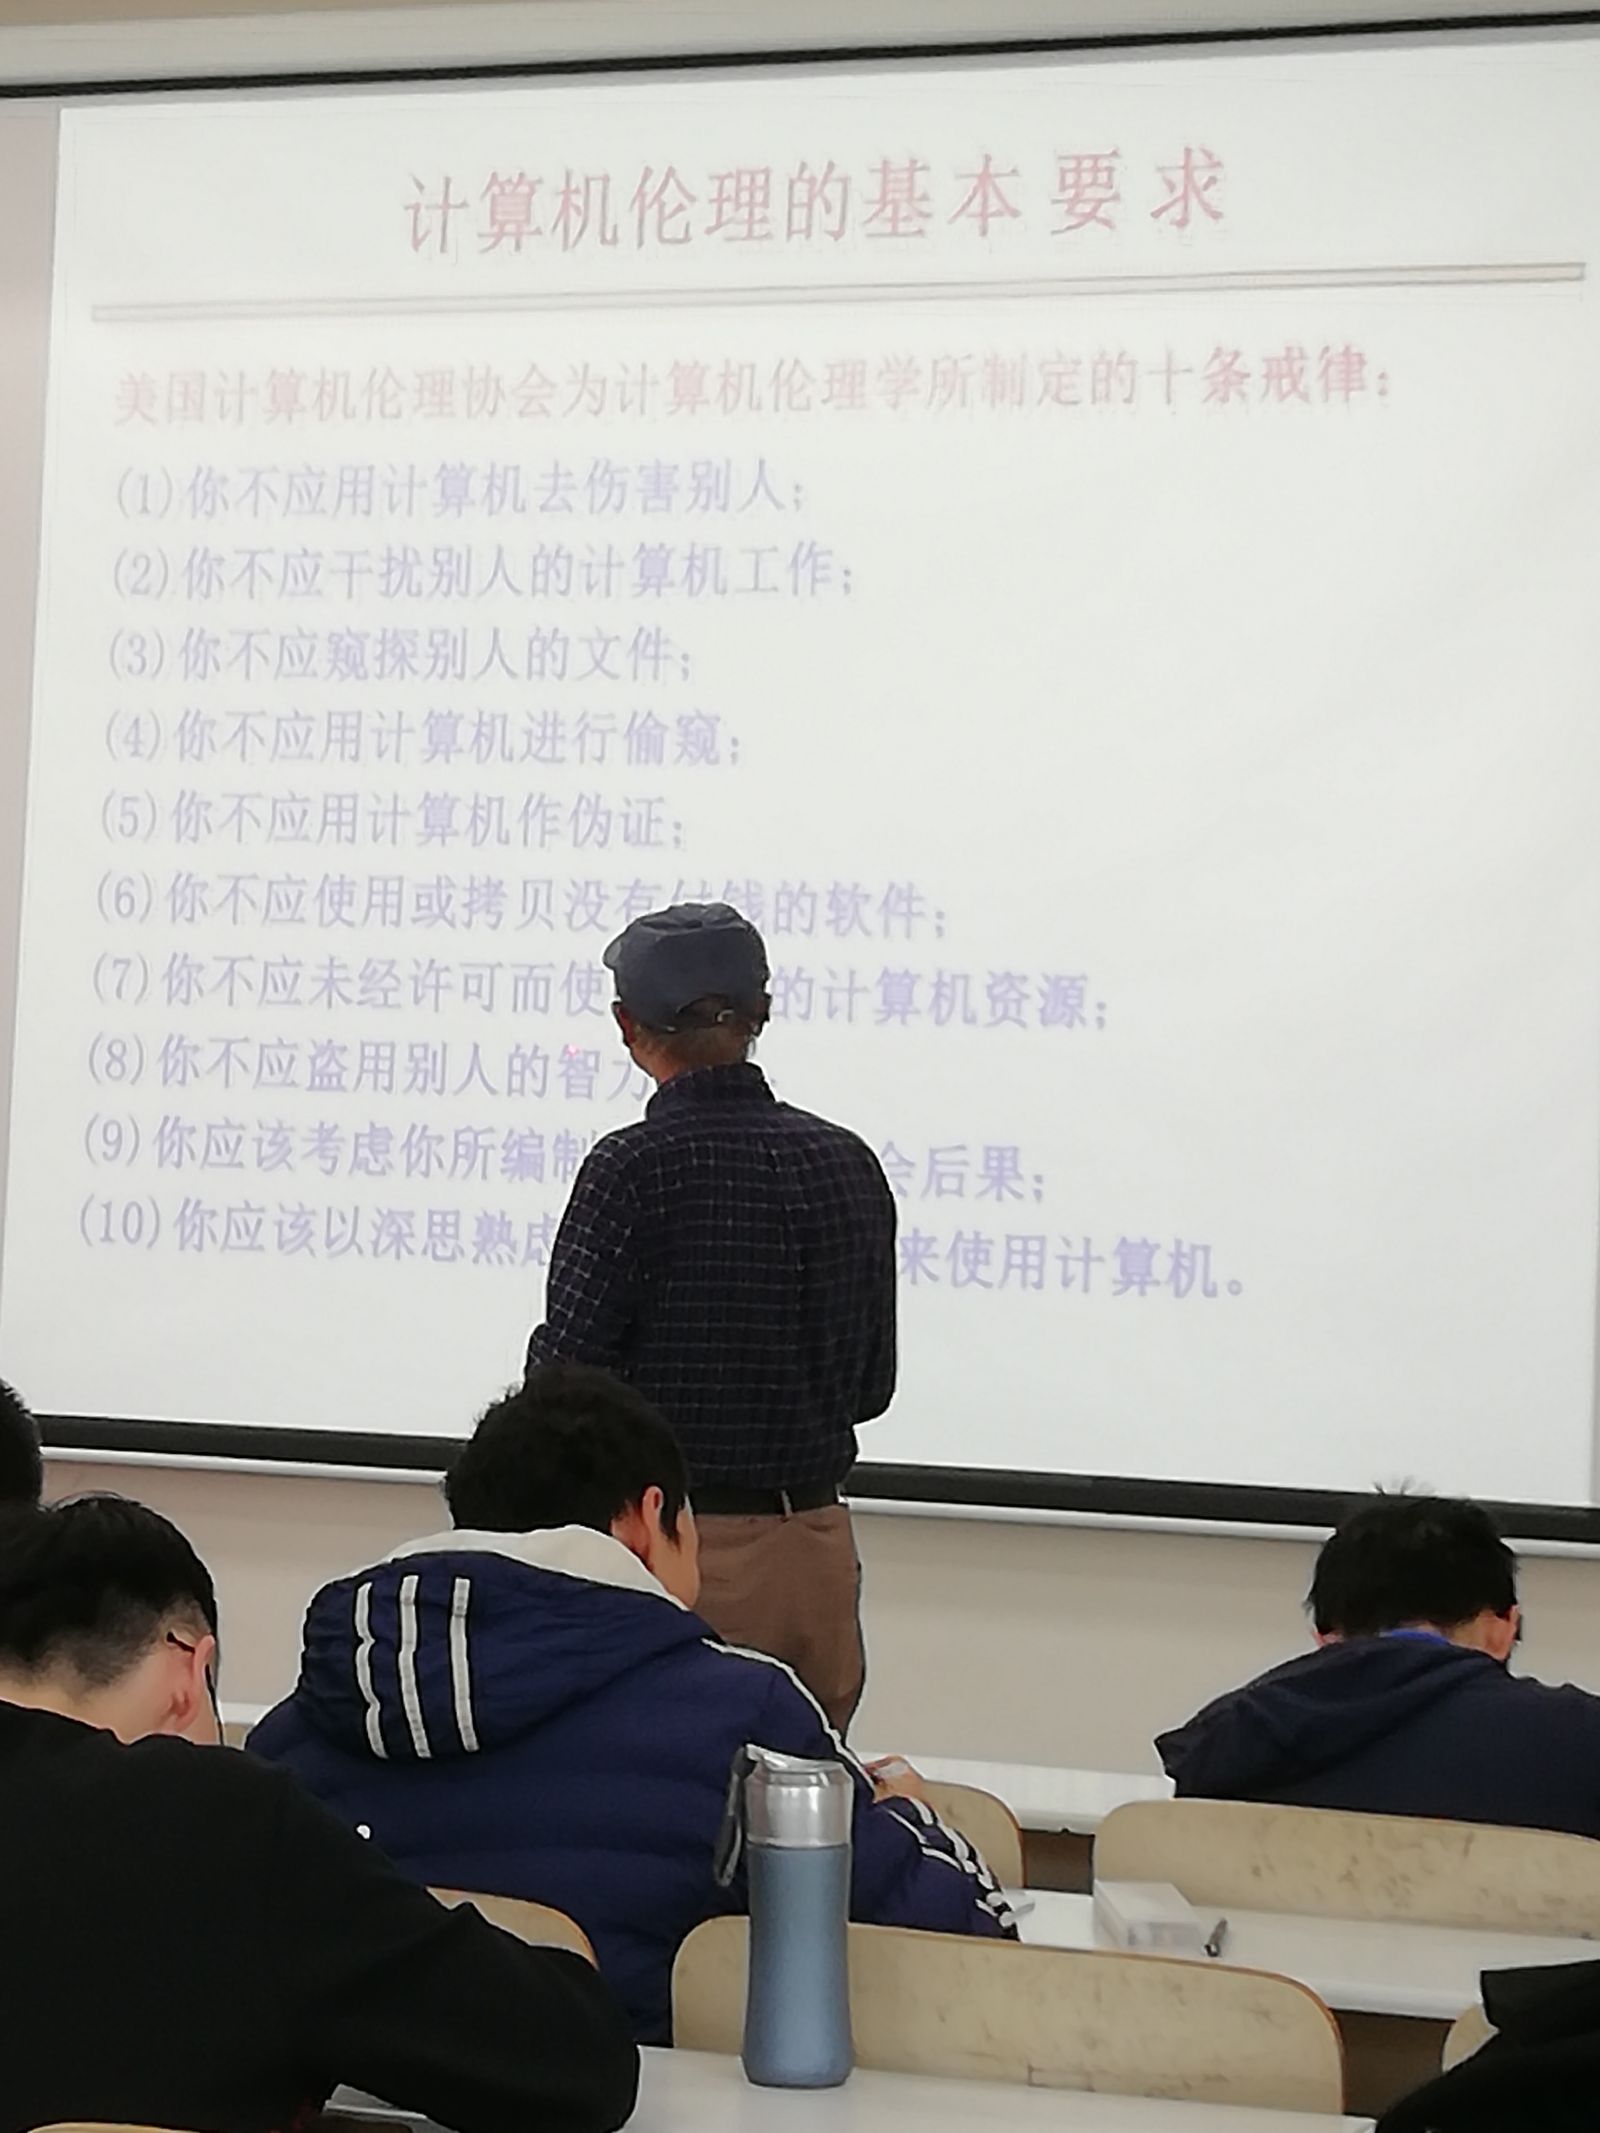 计算机伦理的基本要求
美国计算机伦理协会为计算机伦理学所制定的十条戒律：
(1)你不应用计算机去伤害别人；
(2)你不应干扰别人的计算机工作；
(3)你不应窥探别人的文件；
(4)你不应用计算机进行偷窥；
(5)你不应用计算机作伪证；
(6)你不应使用或拷贝没有付钱的软件；
(7)你不应未经许可而使的计算机资源；
(8)你不应盗用别人的智力
(9)你应该考虑你所编制会后果；
(10)你应该以深思熟虑来使用计算机。